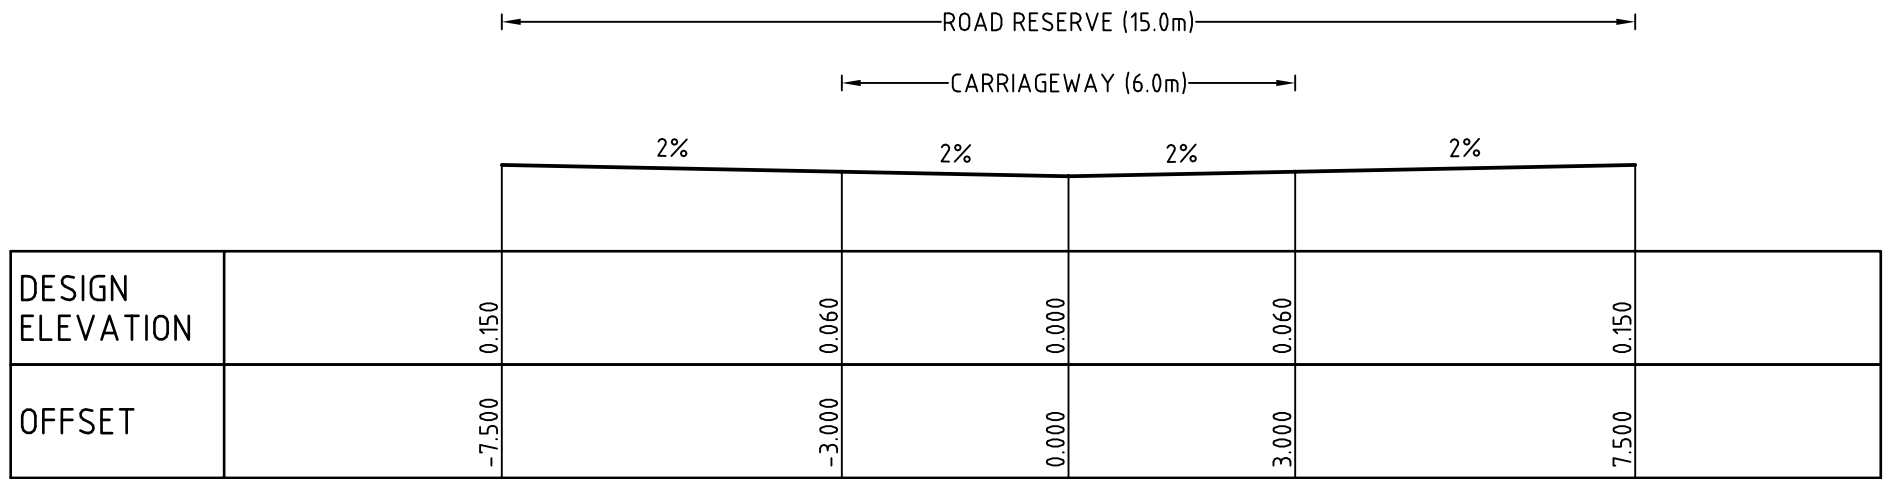 ROAD RESERVE (15.0m)
CARRIAGEWAY (6.0m)
2% 2% 2% 2%
DESIGN
ELEVATION
0.150 0.060 0.000 0.060 0.150
OFFSET
-7.500 -3.000 0.000 3.000 7.500